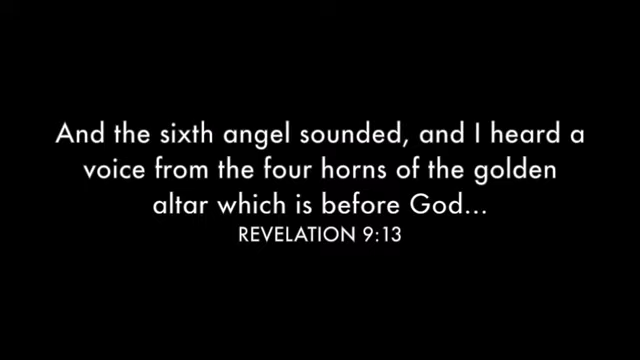 And the sixth angel sounded, and I heard a
voice from the four horns of the golden
altar which is before God...
REVELATION 9:13